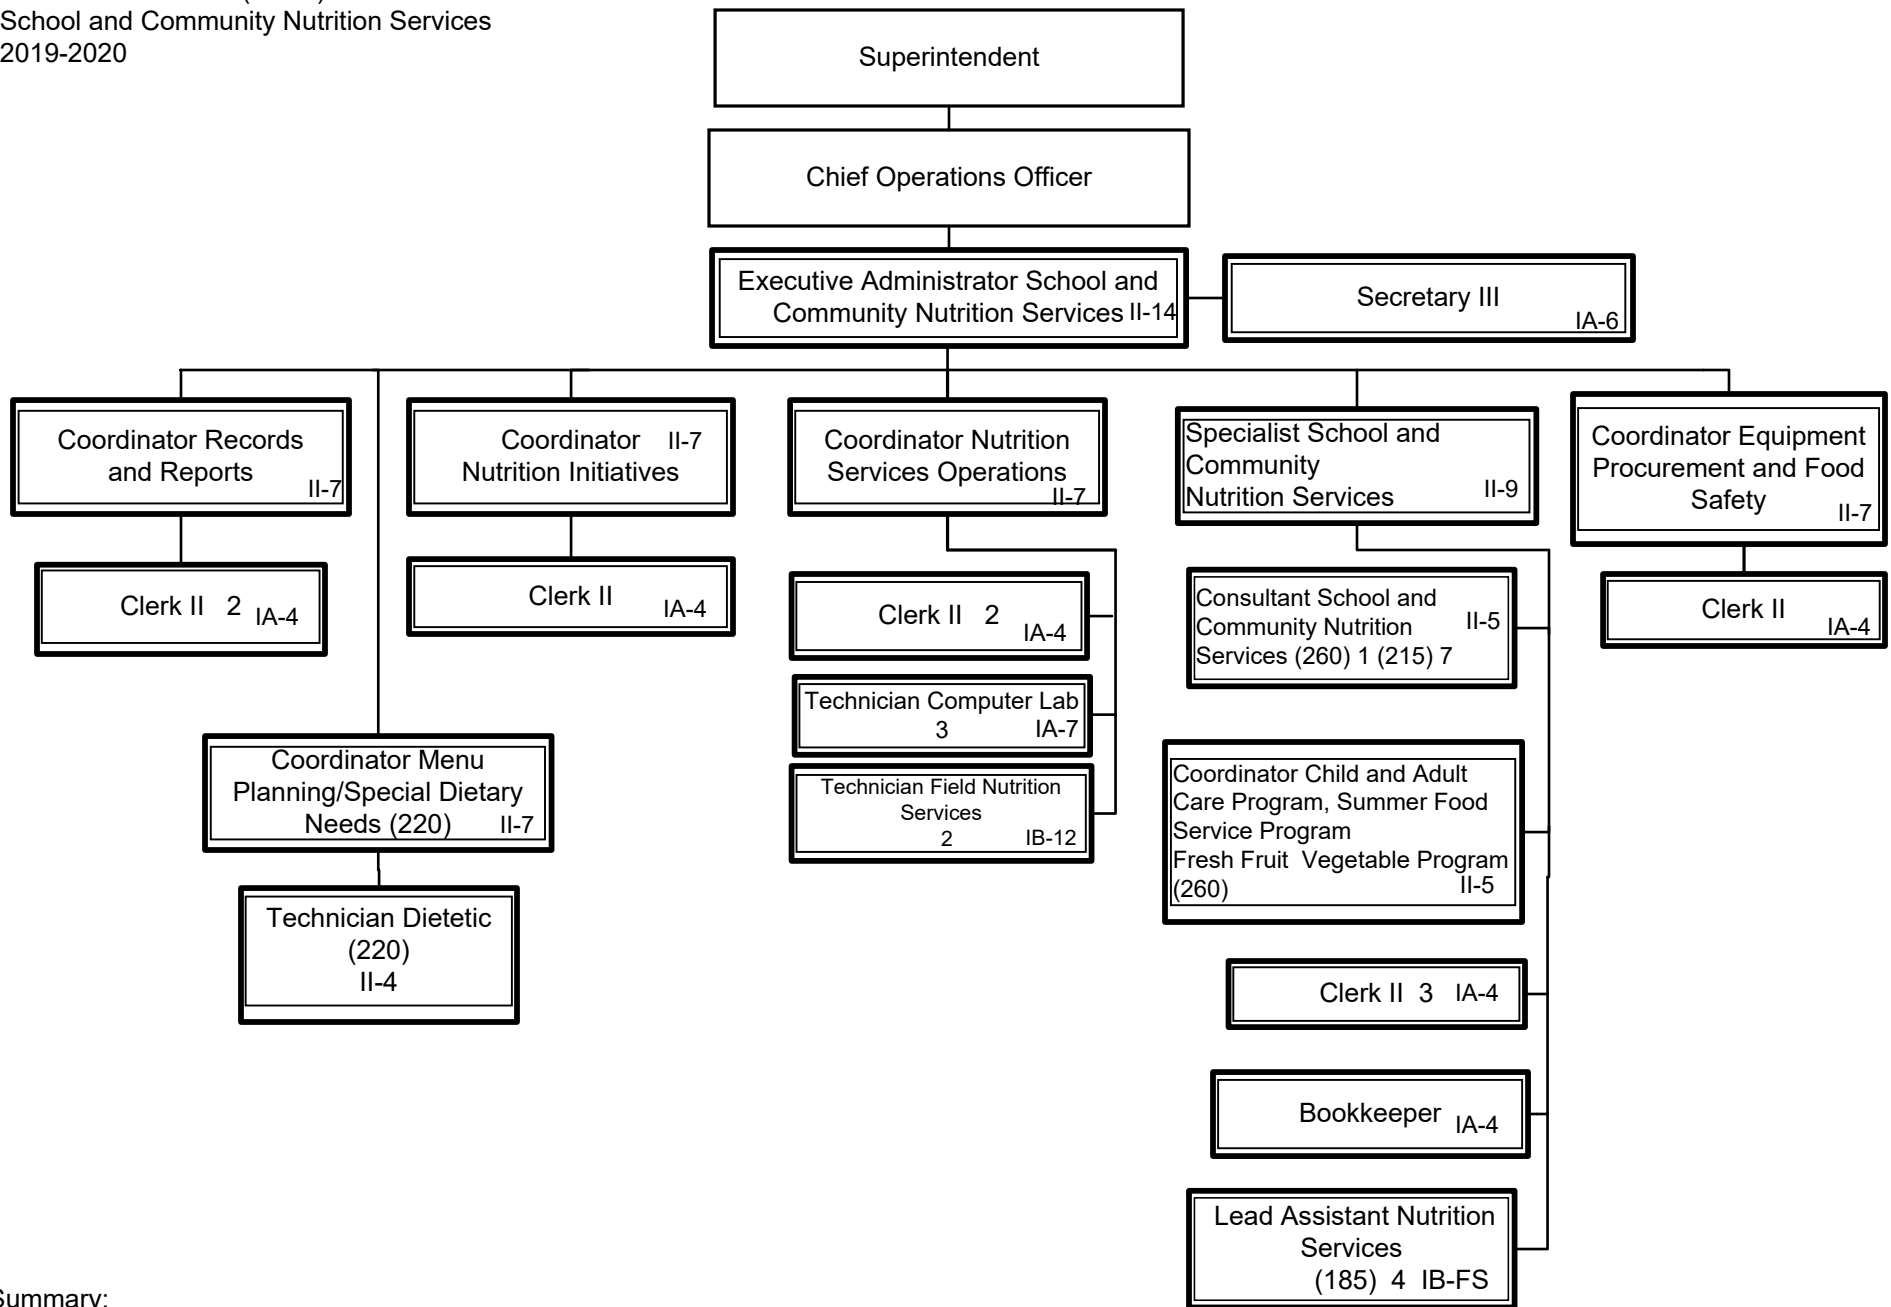 School and Community Nutrition Services
2019-2020
Superintendent
Chief Operations Officer
Executive Administrator School and
Community Nutrition Services II-14
Secretary III
IA-6
Coordinator Records
and Reports
II-7
Coordinator II-7
Nutrition Initiatives
Coordinator Nutrition
Services Operations
II-7
Specialist School and
Community
Nutrition Services II-9
Coordinator Equipment
Procurement and Food
Safety
II-7
Clerk II 2 IA-4
Clerk II IA-4
Clerk II 2
IA-4
Technician Computer Lab
3 IA-7
Technician Field Nutrition
Services
2 IB-12
Consultant School and
Community Nutrition II-5
Services (260) 1 (215) 7
Clerk II
IA-4
Coordinator Menu
Planning/Special Dietary
Needs (220) II-7
Technician Dietetic
(220)
II-4
Coordinator Child and Adult
Care Program, Summer Food
Service Program
Fresh Fruit Vegetable Program
(260) II-5
Clerk II 3 IA-4
Bookkeeper IA-4
Lead Assistant Nutrition
Services
(185) 4 IB-FS
Summary: